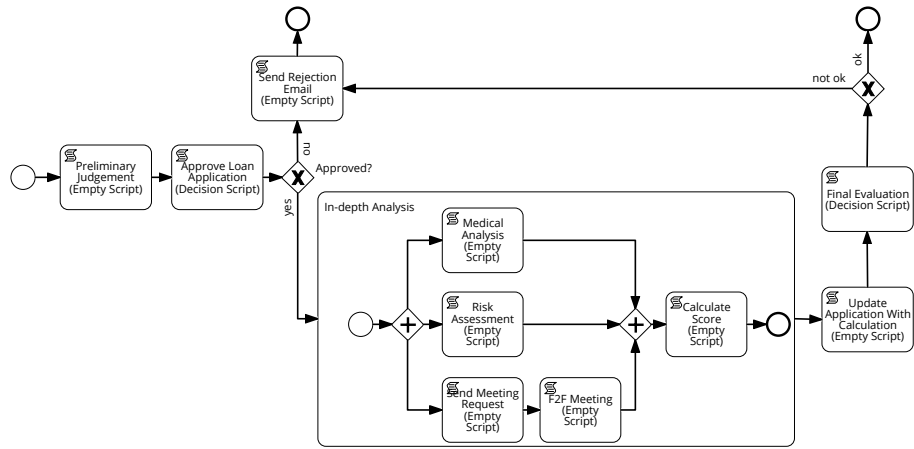 ok
not ok
Send Rejection
Email
(Empty Script)
no
Approved?
Preliminary
Judgement
(Empty Script)
Approve Loan
Application
(Decision Script)
yes
Final Evaluation
(Decision Script)
In-depth Analysis
Medical
Analysis
(Empty
Script)
Risk
Assessment
(Empty
Script)
Calculate
Score
(Empty
Script)
Update
Application With
Calculation
(Empty Script)
Send Meeting
Request
(Empty
Script)
F2F Meeting
(Empty
Script)